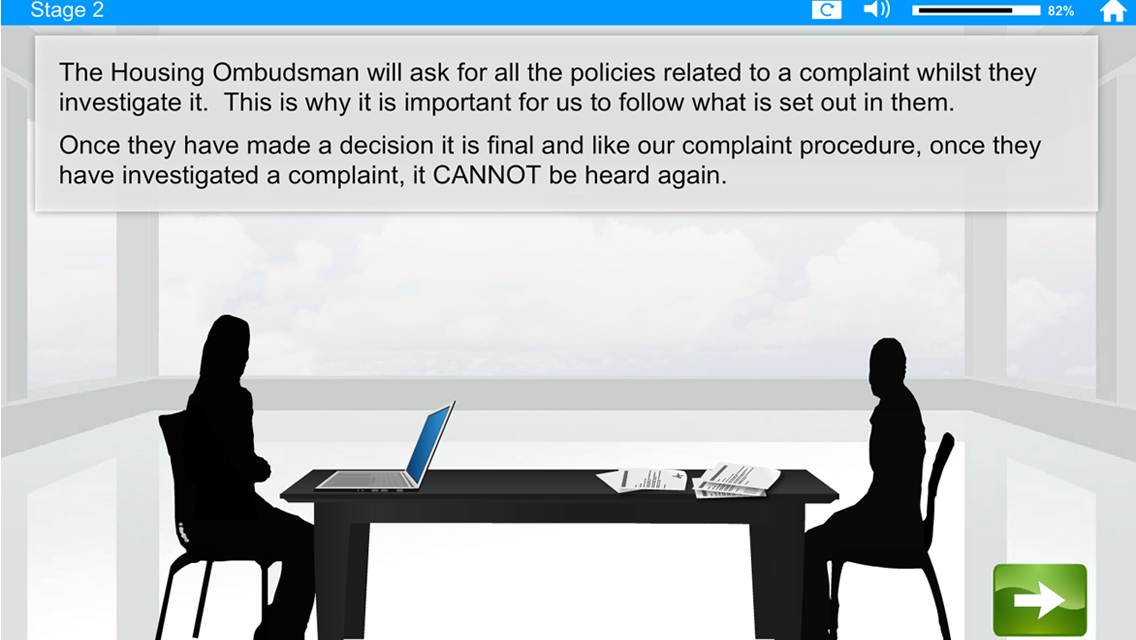 Stage 2
82%
The Housing Ombudsman will ask for all the policies related to a complaint whilst they
investigate it.  This is why it is important for us to follow what is set out in them.
Once they have made a decision it is final and like our complaint procedure, once they
have investigated a complaint, it CANNOT be heard again.